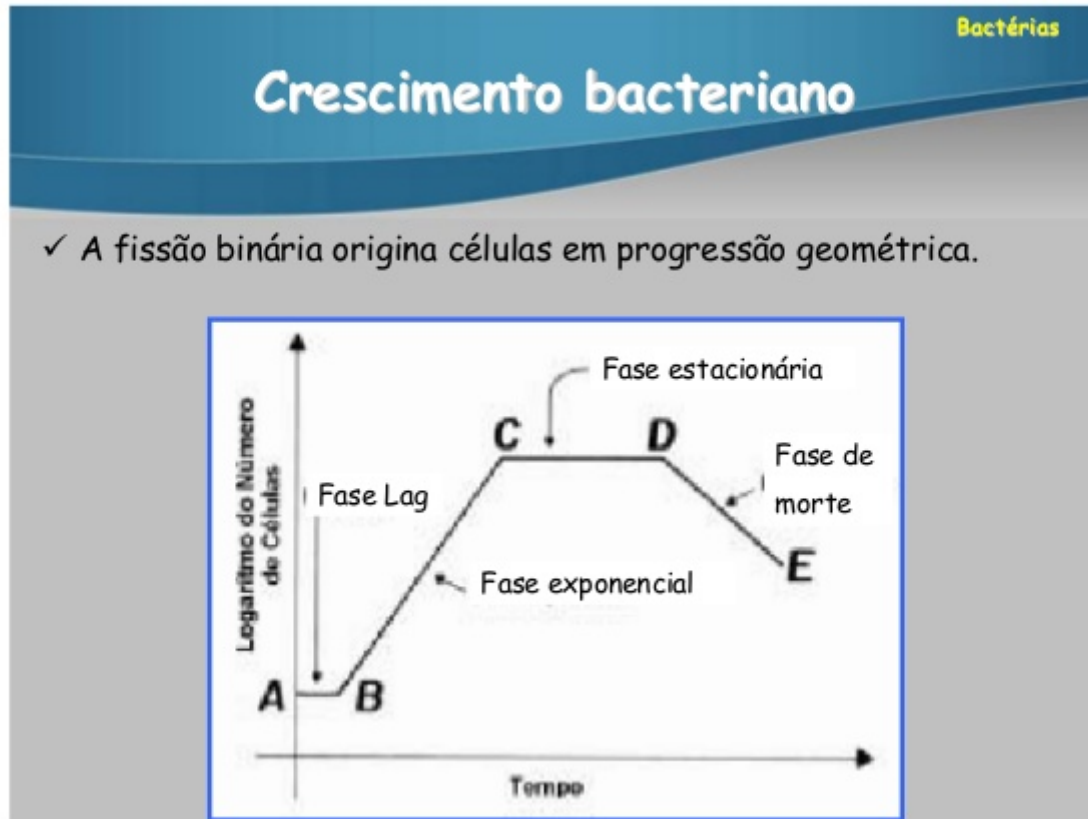 Bactérias
Crescimento bacteriano
✓ A fissão binária origina células em progressão geométrica.
Fase estacionária
C
D
Fase de
morte
Logaritmo do Número
de Células
Fase Lag
E
Fase exponencial
A
B
Tempo